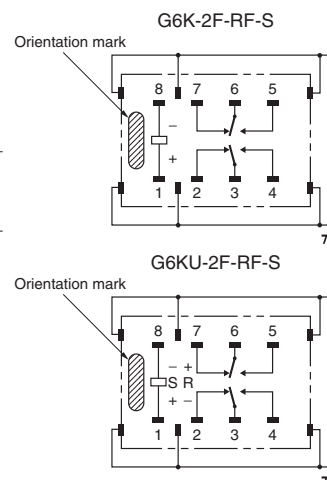 G6K-2F-RF-S
Orientation mark
8 7 6 5
−
+
1 2 3 4
7
G6KU-2F-RF-S
Orientation mark
8 7 6 5
− +
S R
+ −
1 2 3 4